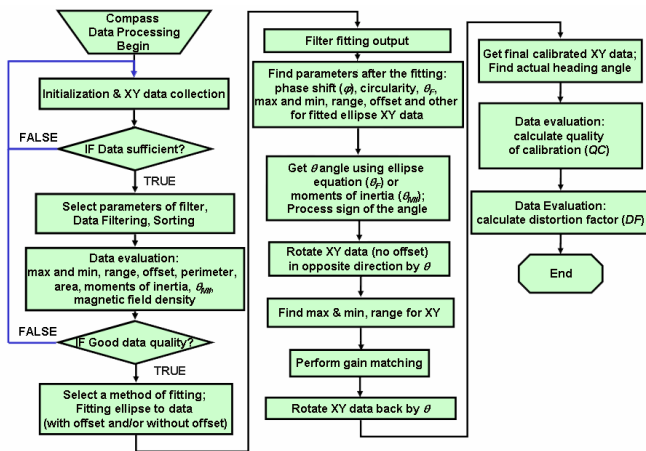 Compass
Data Processing
Begin
Initialization & XY data collection
FALSE
IF Data sufficient?
TRUE
Select parameters of filter,
Data Filtering, Sorting
Data evaluation:
max and min, range, offset, perimeter,
area, moments of inertia, θMI,
magnetic field density
FALSE
IF Good data quality?
TRUE
Select a method of fitting;
Fitting ellipse to data
(with offset and/or without offset)
Filter fitting output
Find parameters after the fitting:
phase shift (φ), circularity, θF,
max and min, range, offset and other
for fitted ellipse XY data
Get θ angle using ellipse
equation (θF) or
moments of inertia (θMI);
Process sign of the angle
Rotate XY data (no offset)
in opposite direction by θ
Find max & min, range for XY
Perform gain matching
Rotate XY data back by θ
Get final calibrated XY data;
Find actual heading angle
Data evaluation:
calculate quality
of calibration (QC)
Data Evaluation:
calculate distortion factor (DF)
End